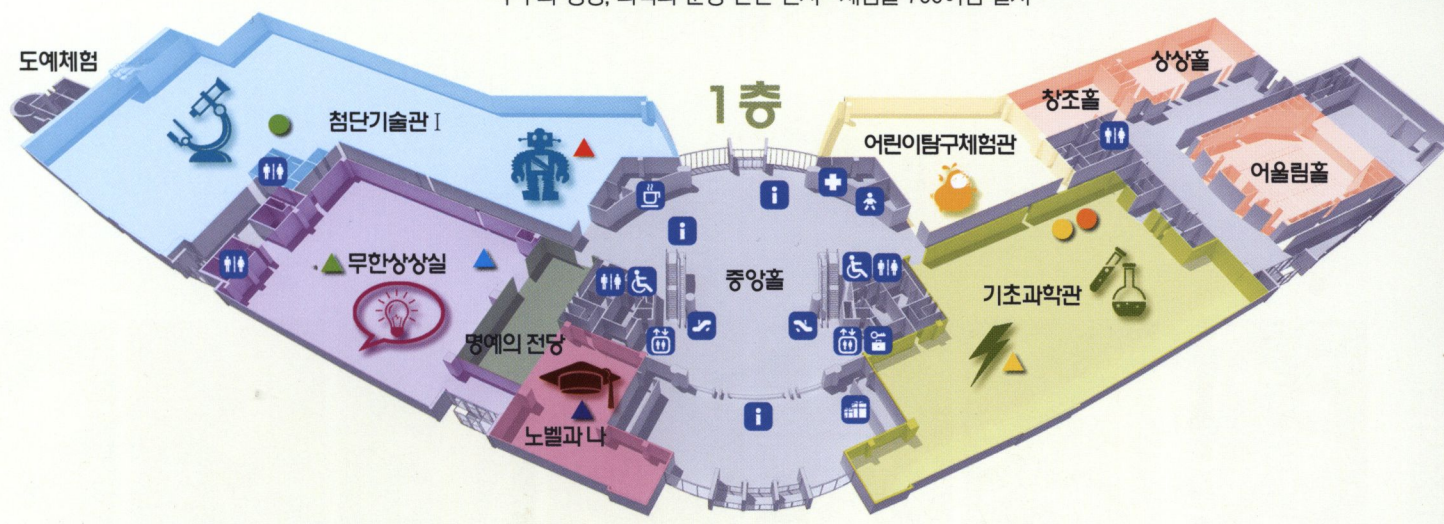 1층
도예체험
첨단기술관 I
어린이탐구체험관
창조홀
상상홀
어울림홀
무한상상실
중앙홀
기초과학관
명예의 전당
노벨과 나